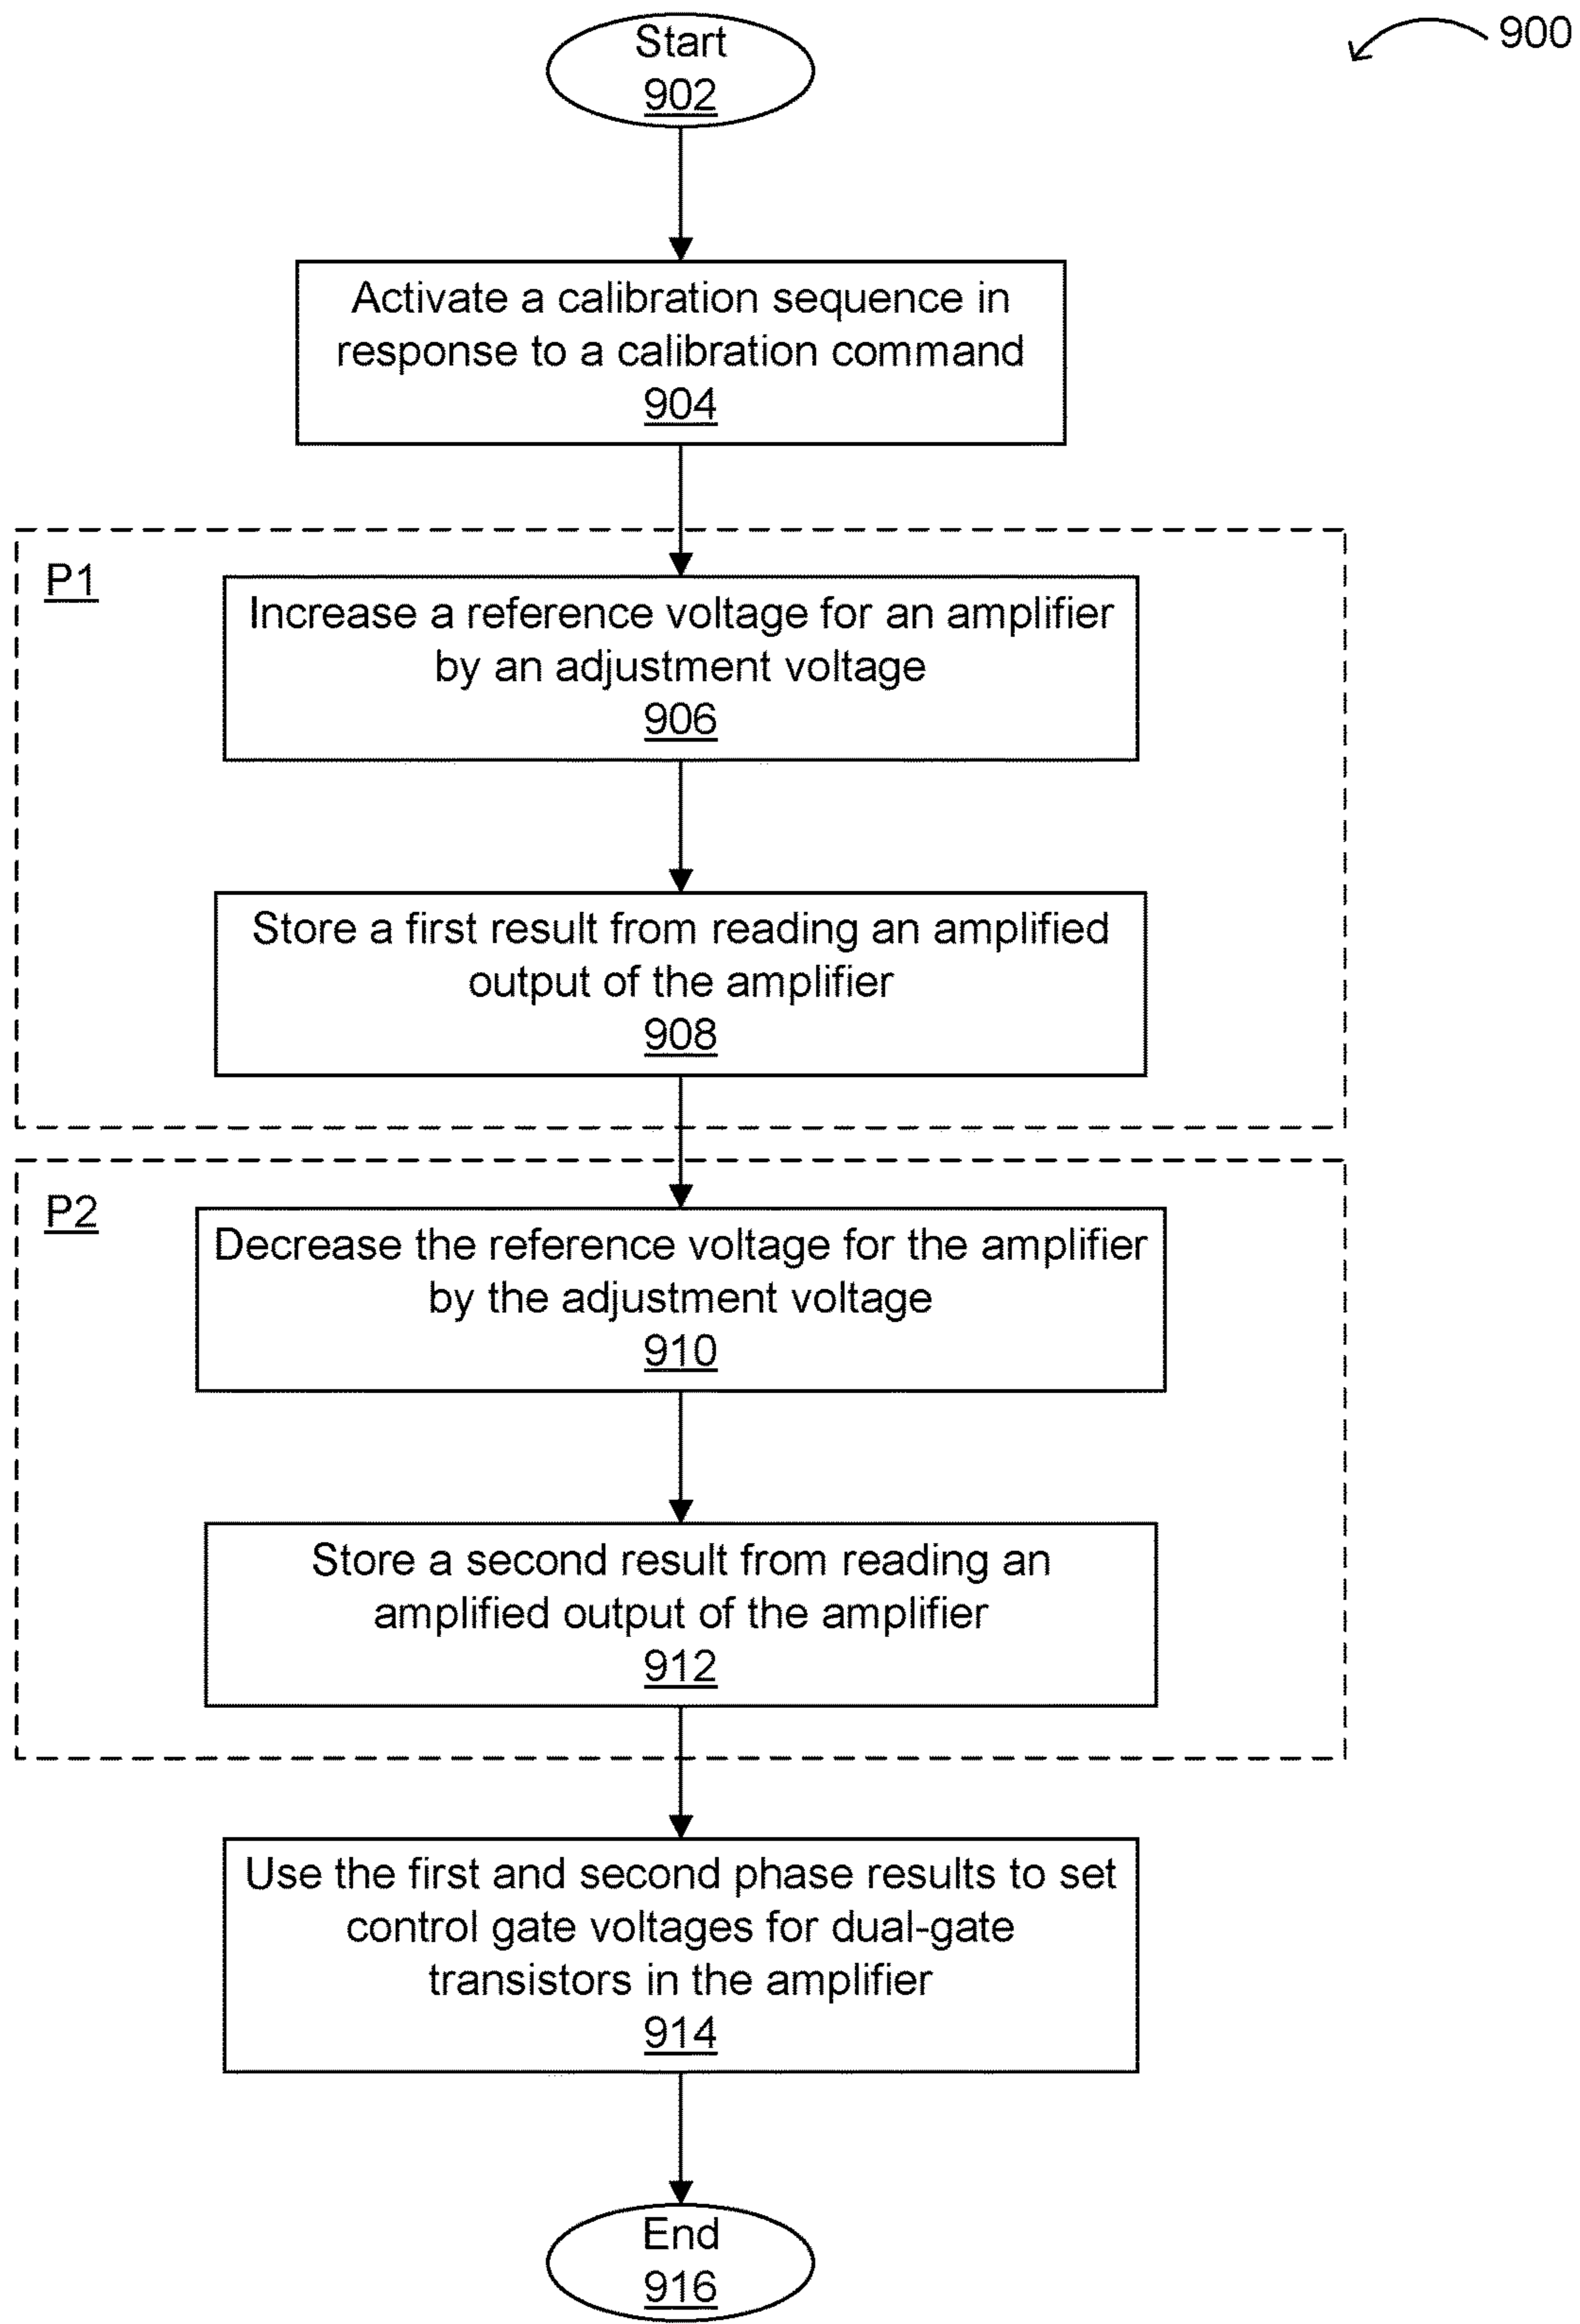 Start
902
900
Activate a calibration sequence in
response to a calibration command
904
P1
Increase a reference voltage for an amplifier
by an adjustment voltage
906
Store a first result from reading an amplified
output of the amplifier
908
P2
Decrease the reference voltage for the amplifier
by the adjustment voltage
910
Store a second result from reading an
amplified output of the amplifier
912
Use the first and second phase results to set
control gate voltages for dual-gate
transistors in the amplifier
914
End
916